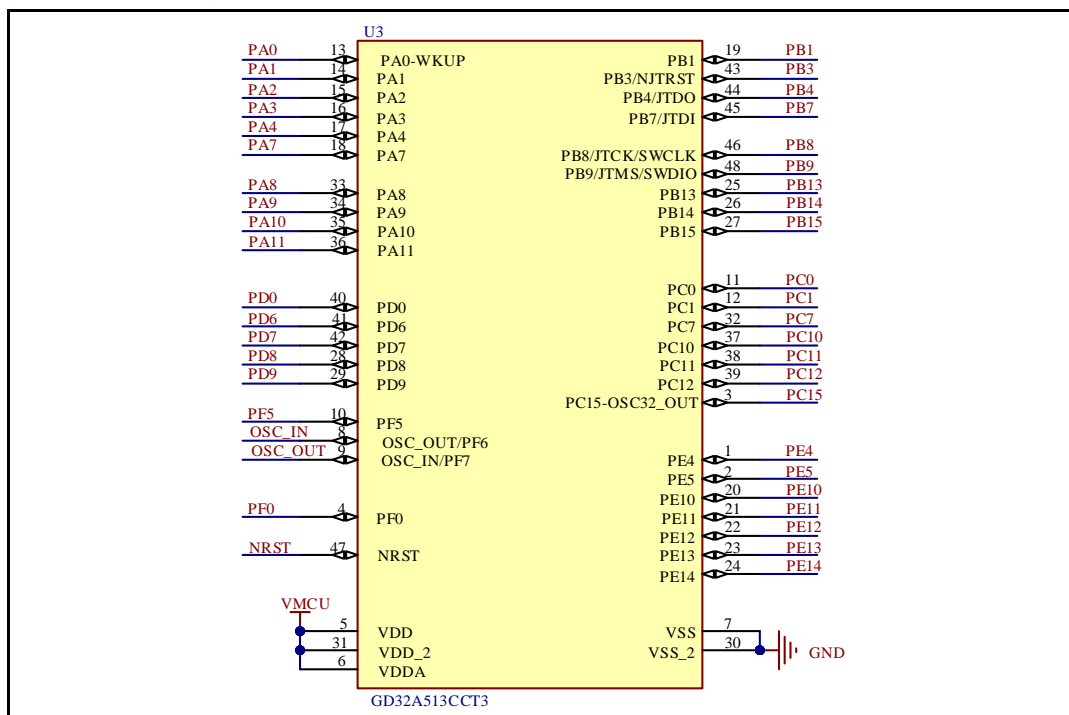 U3
PA0 13 PA0-WKUP PB1 19 PB1
PA1 14 PA1 PB3/NJTRST 43 PB3
PA2 15 PA2 PB4/JTDO 44 PB4
PA3 16 PA3 PB7/JTDI 45 PB7
PA4 17 PA4
PA7 18 PA7 PB8/JTCK/SWCLK 46 PB8
PB9/JTMS/SWDIO 48 PB9
PA8 33 PA8 PB13 25 PB13
PA9 34 PA9 PB14 26 PB14
PA10 35 PA10 PB15 27 PB15
PA11 36 PA11
PC0 11 PC0
PD0 40 PD0 PC1 12 PC1
PD6 41 PD6 PC7 32 PC7
PD7 42 PD7 PC10 37 PC10
PD8 28 PD8 PC11 38 PC11
PD9 29 PD9 PC12 39 PC12
PC15-OSC32_OUT 3 PC15
PF5 10 PF5
OSC_IN 8 OSC_OUT/PF6
OSC_OUT 9 OSC_IN/PF7 PE4 1 PE4
PE5 2 PE5
PE10 20 PE10
PF0 4 PF0 PE11 21 PE11
PE12 22 PE12
NRST 47 NRST PE13 23 PE13
PE14 24 PE14
VMCU
5 VDD VSS 7
31 VDD_2 VSS_2 30 GND
6 VDDA
GD32A513CCT3